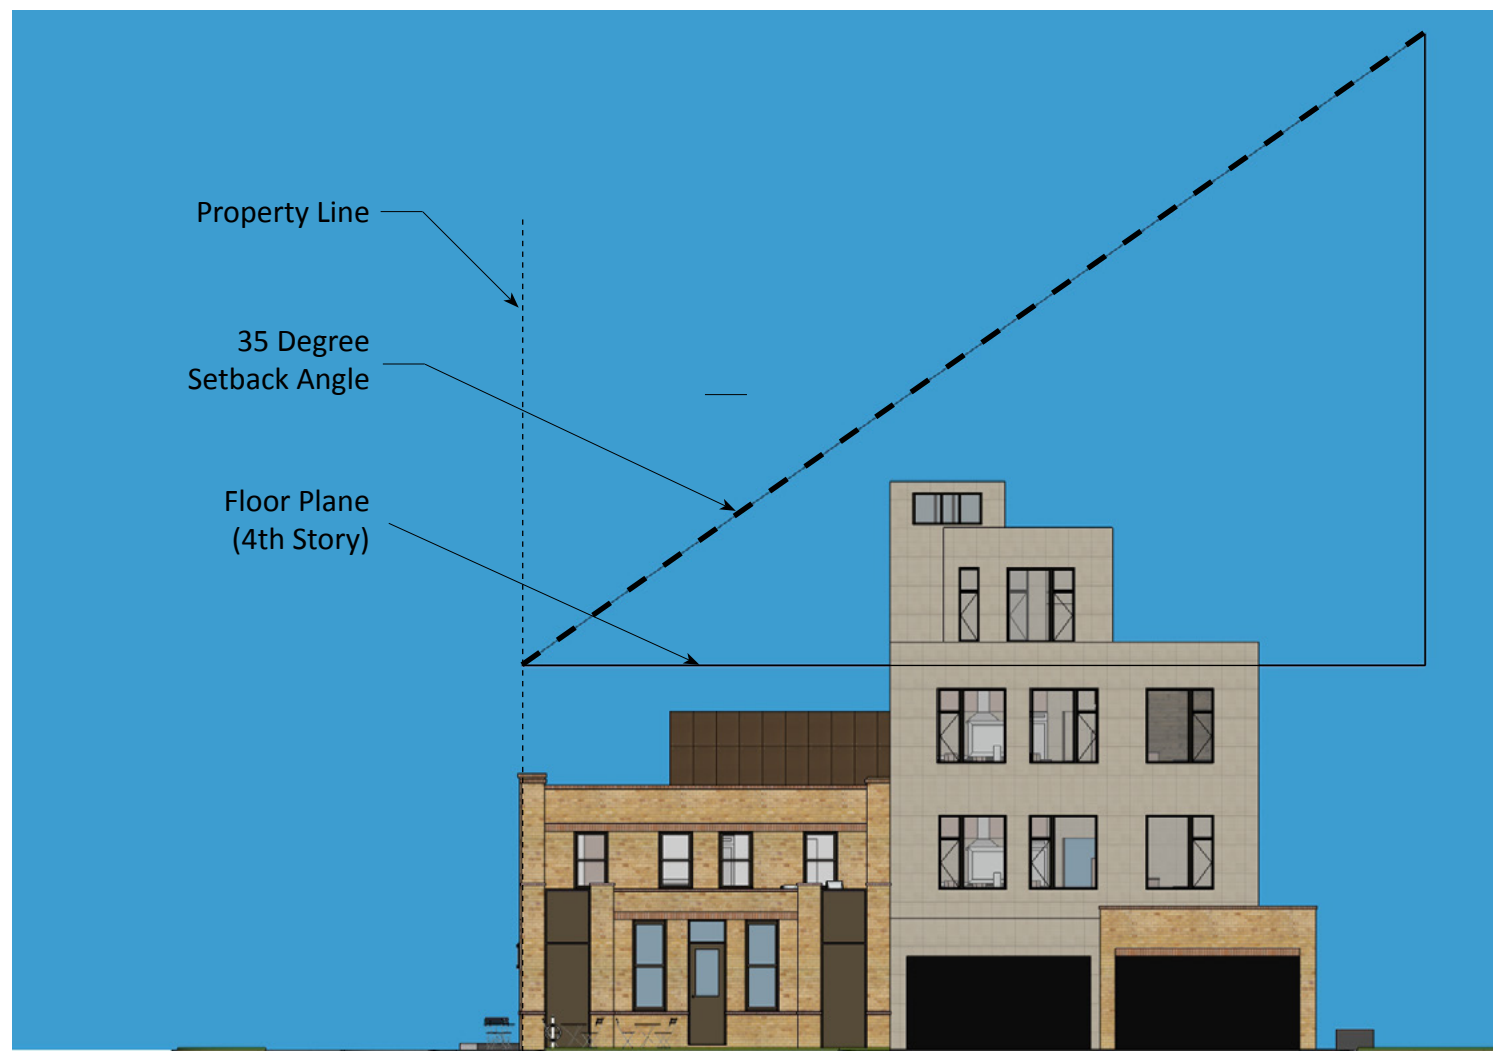 Property Line
35 Degree
Setback Angle
Floor Plane
(4th Story)